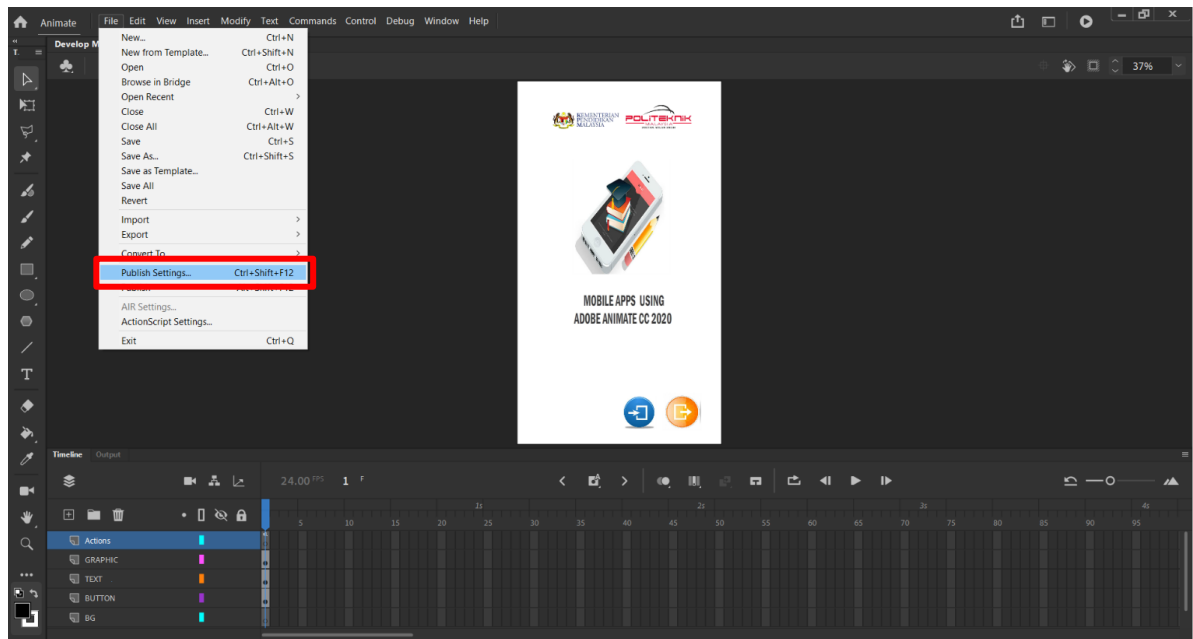 Animate File Edit View Insert Modify Text Commands Control Debug Window Help
T.
Develop M
37%
New... Ctrl+N
New from Template... Ctrl+Shift+N
Open Ctrl+O
Browse in Bridge Ctrl+Alt+O
Open Recent
Close Ctrl+W
Close All Ctrl+Alt+W
Save Ctrl+S
Save As... Ctrl+Shift+S
Save as Template...
Save All
Revert
Import
Export
Convert To
Publish Settings... Ctrl+Shift+F12
Publish Alt+Shift+F12
AIR Settings...
ActionScript Settings...
Exit Ctrl+Q
KEMENTERIAN
PENDIDIKAN
MALAYSIA
POLITEKNIK
MALAYSIA
MOBILE APPS USING
ADOBE ANIMATE CC 2020
T
Timeline Output
24.00 FPS 1 F
1s 2s 3s 4s
5 10 15 20 25 30 35 40 45 50 55 60 65 70 75 80 85 90 95
Actions
GRAPHIC
TEXT
BUTTON
BG